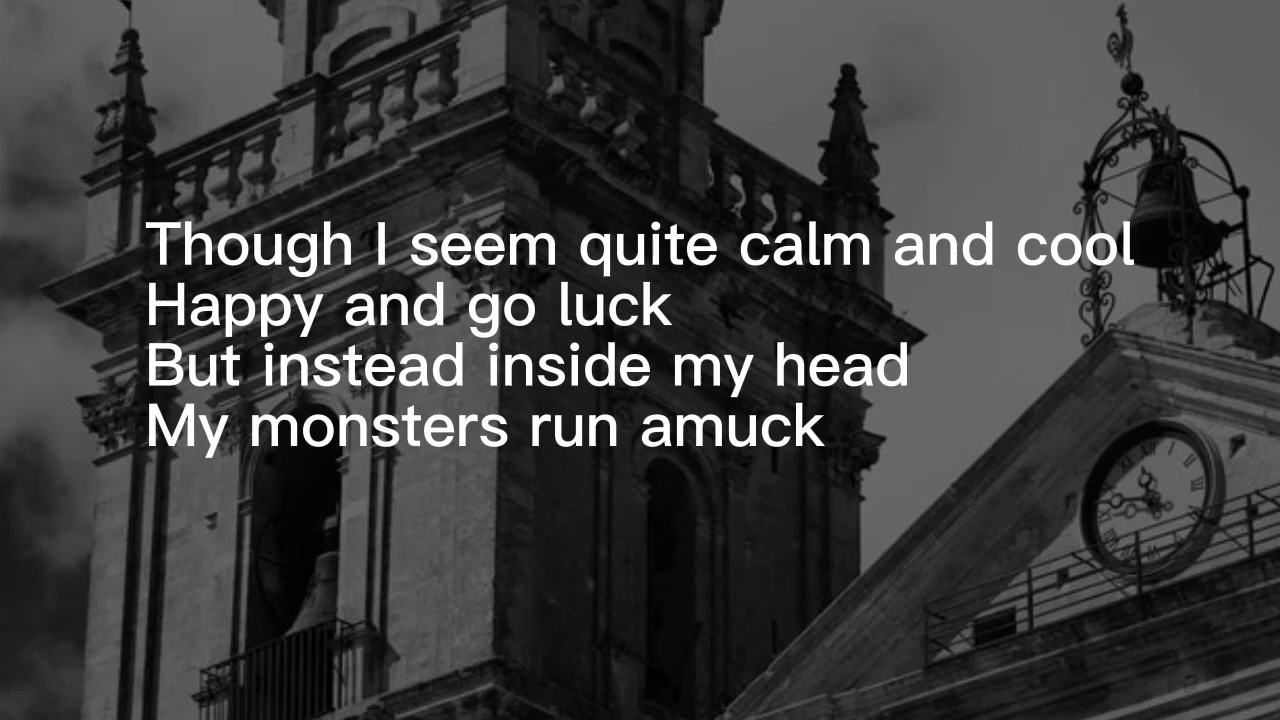 Though I seem quite calm and cool
Happy and go luck
But instead inside my head
My monsters run amuck